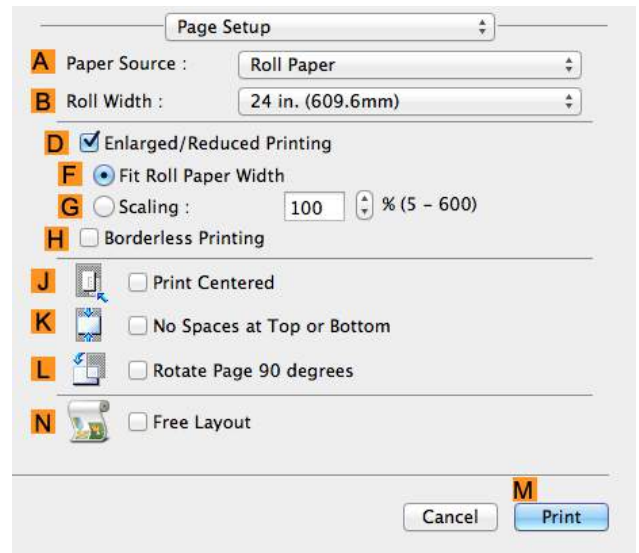 Page Setup
A Paper Source : Roll Paper
B Roll Width : 24 in. (609.6mm)
D Enlarged/Reduced Printing
F Fit Roll Paper Width
G Scaling : 100 % (5 - 600)
H Borderless Printing
J Print Centered
K No Spaces at Top or Bottom
L Rotate Page 90 degrees
N Free Layout
M
Cancel Print